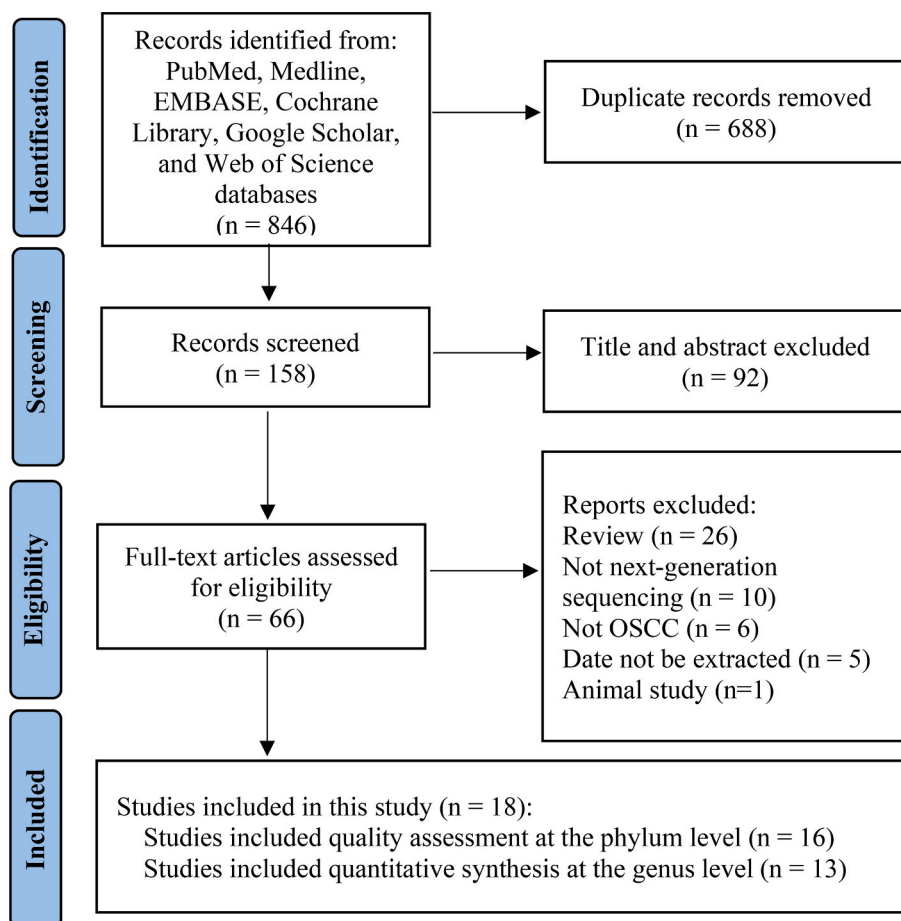 Identification
Records identified from:
PubMed, Medline,
EMBASE, Cochrane
Library, Google Scholar,
and Web of Science
databases
(n = 846)
Duplicate records removed
(n = 688)
Screening
Records screened
(n = 158)
Title and abstract excluded
(n = 92)
Eligibility
Full-text articles assessed
for eligibility
(n = 66)
Reports excluded:
Review (n = 26)
Not next-generation
sequencing (n = 10)
Not OSCC (n = 6)
Date not be extracted (n = 5)
Animal study (n=1)
Included
Studies included in this study (n = 18):
Studies included quality assessment at the phylum level (n = 16)
Studies included quantitative synthesis at the genus level (n = 13)